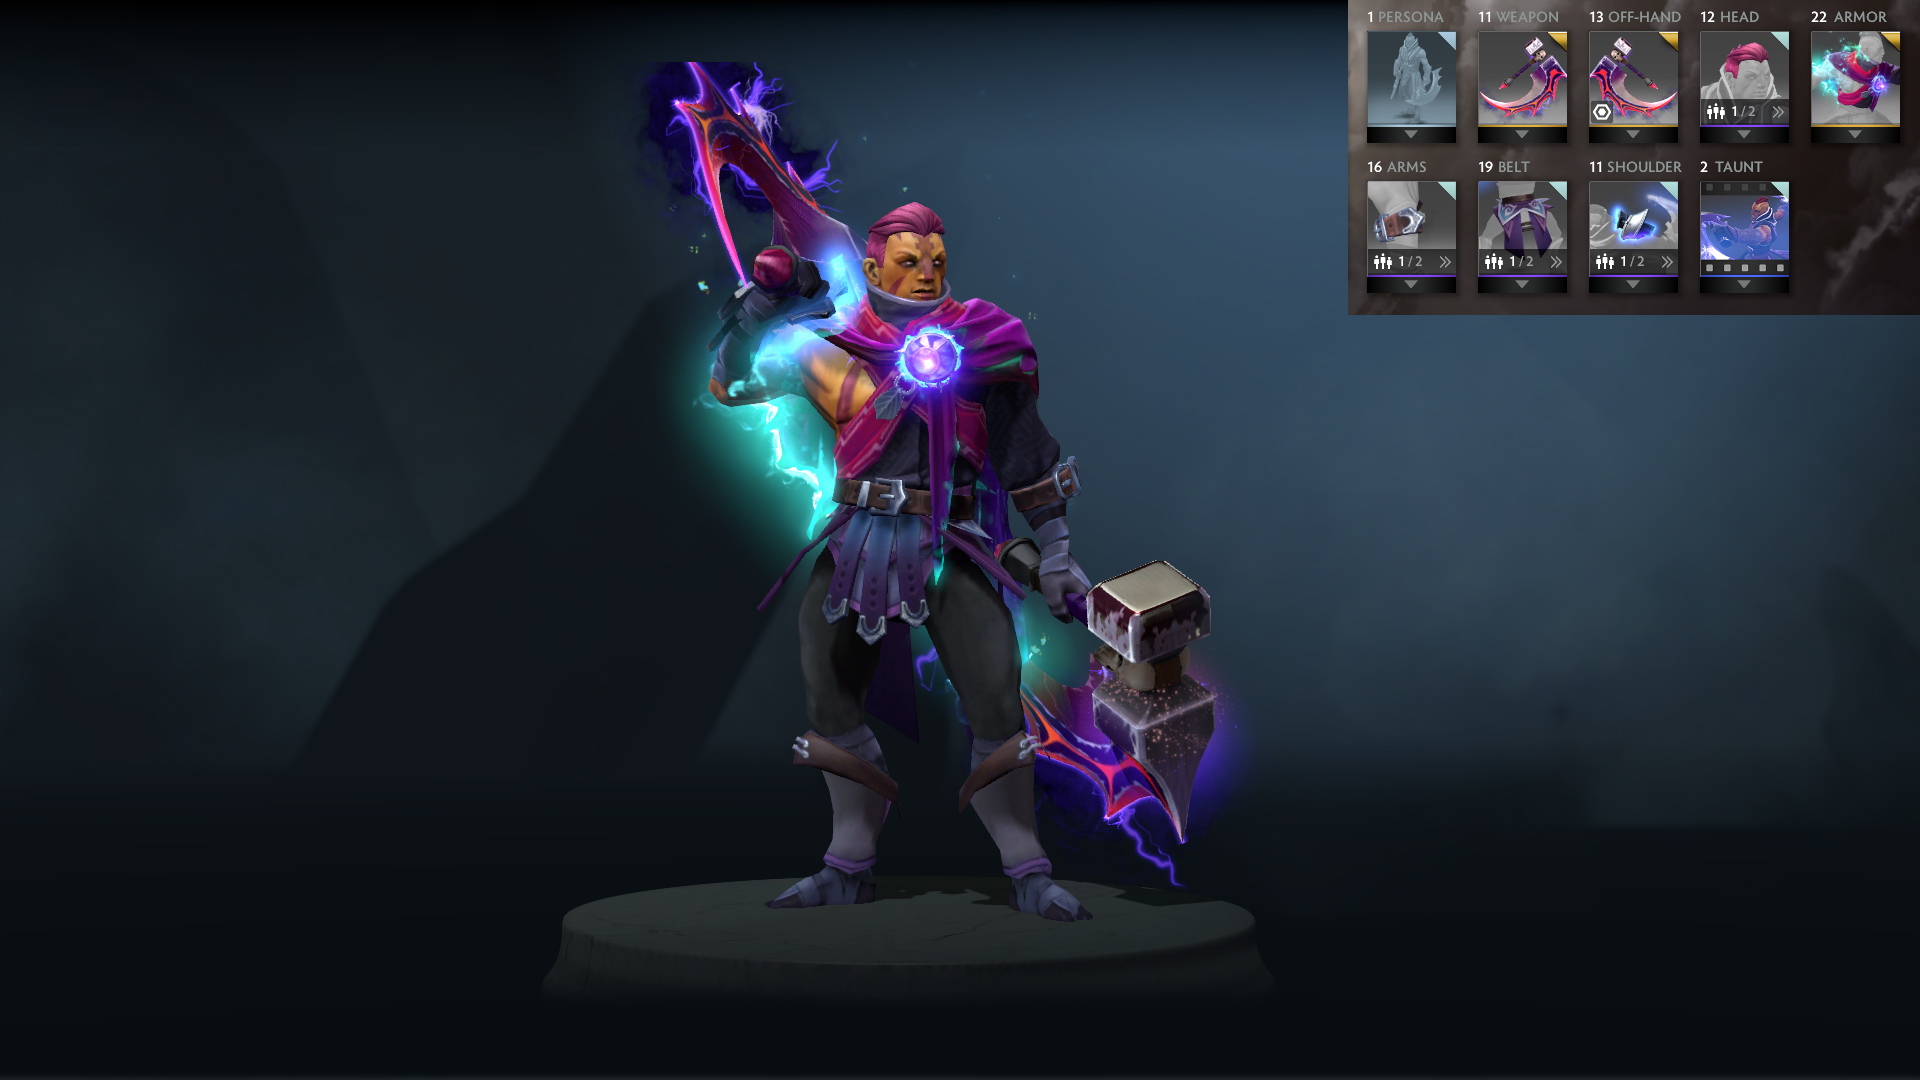 1 PERSONA 11 WEAPON 13 OFF-HAND 12 HEAD 22 ARMOR
1/2
16 ARMS 19 BELT 11 SHOULDER 2 TAUNT
1/2 1/2 1/2